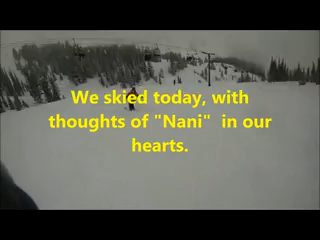 We skied today, with
thoughts of "Nani"  in our
hearts.